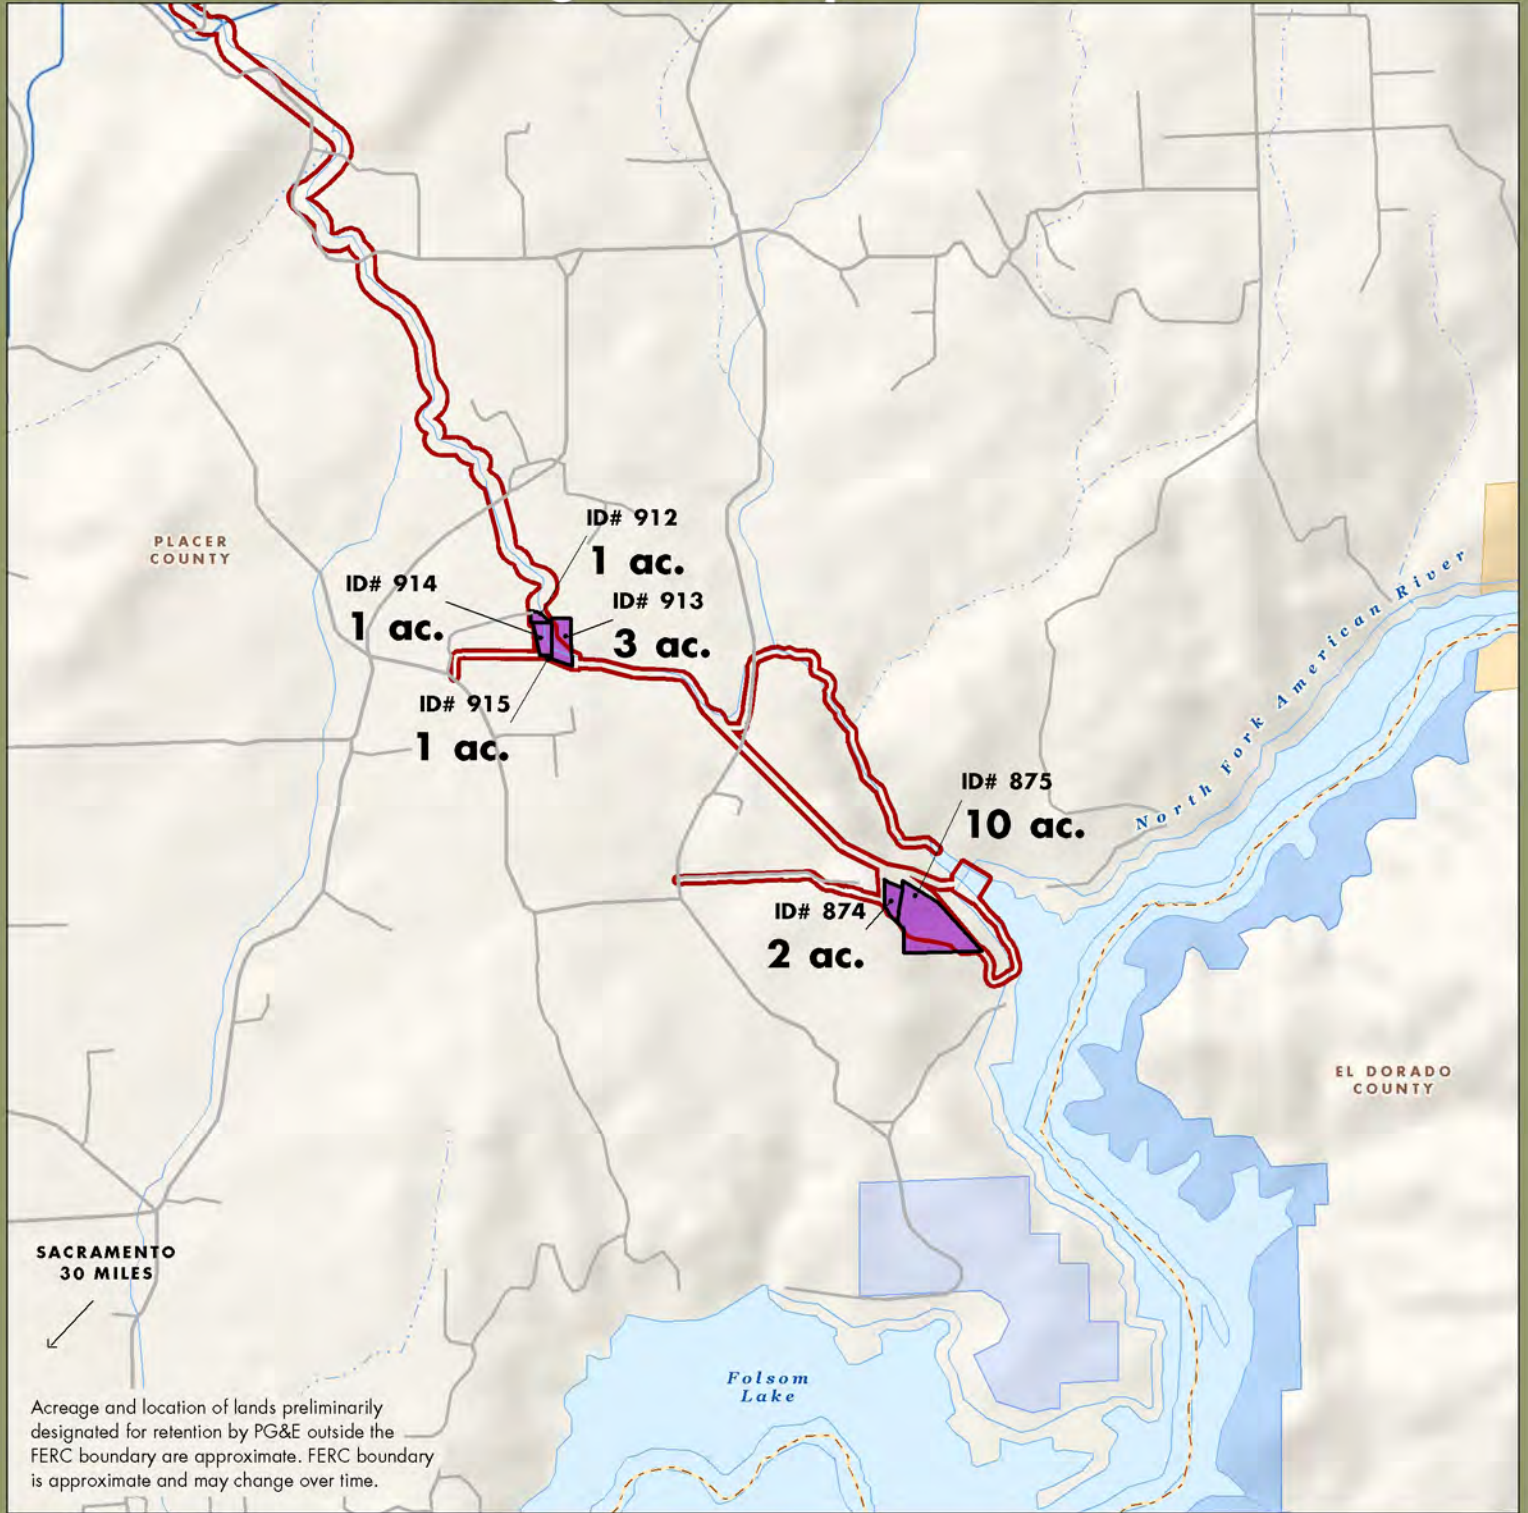 ID# 912
1 ac.
ID# 914
1 ac.
ID# 913
3 ac.
PLACER
COUNTY
ID# 915
1 ac.
North Fork American River
ID# 875
10 ac.
ID# 874
2 ac.
EL DORADO
COUNTY
SACRAMENTO
30 MILES
Folsom
Lake
Acreage and location of lands preliminarily
designated for retention by PG&E outside the
FERC boundary are approximate. FERC boundary
is approximate and may change over time.